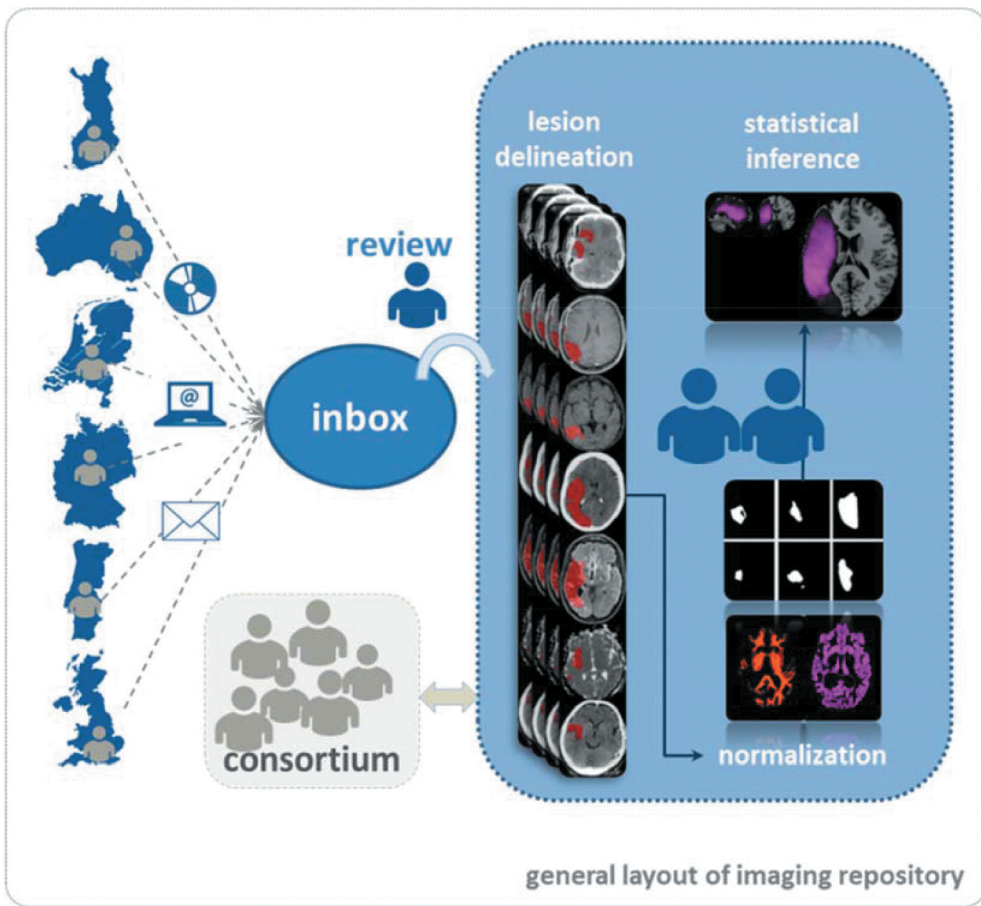 lesion
delineation
statistical
inference
review
@
inbox
consortium
normalization
general layout of imaging repository